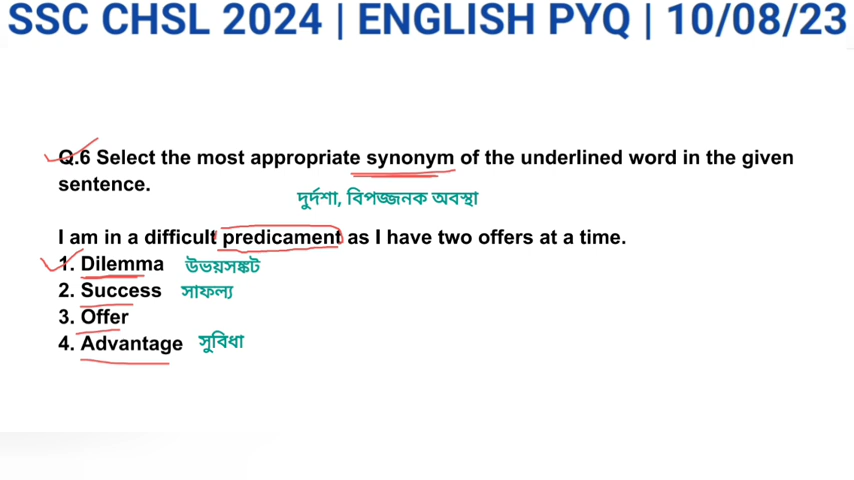 SSC CHSL 2024 | ENGLISH PYQ | 10/08/23
Q.6 Select the most appropriate synonym of the underlined word in the given
sentence.
দুর্দশা, বিপজ্জনক অবস্থা
I am in a difficult predicament as I have two offers at a time.
1. Dilemma উভয়সঙ্কট
2. Success সাফল্য
3. Offer
4. Advantage সুবিধা